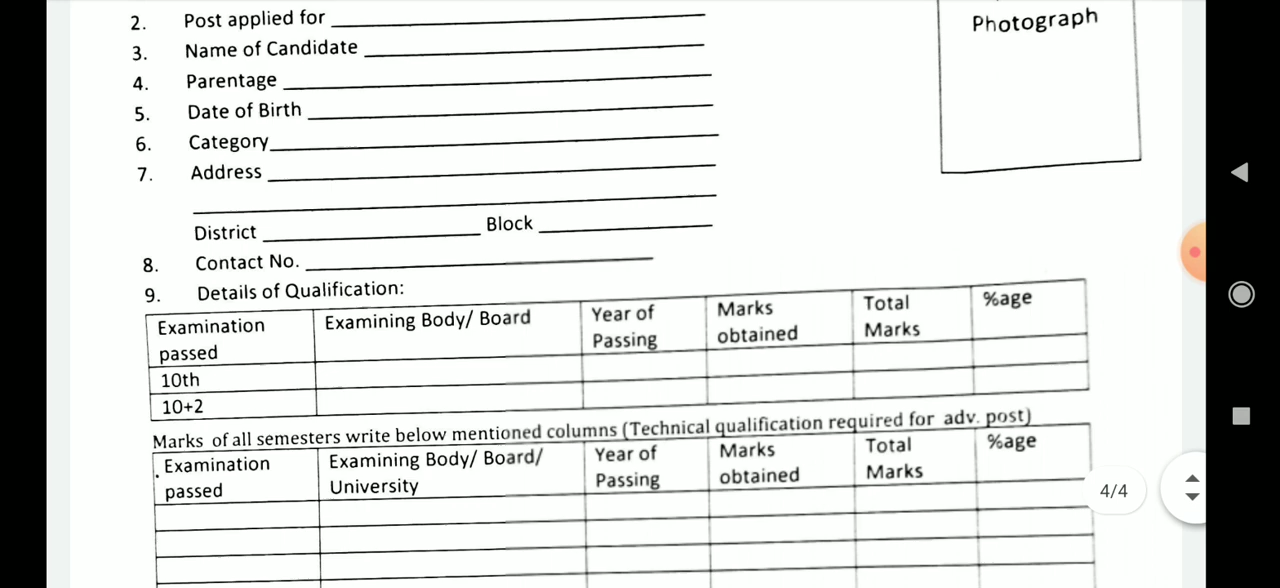 Photograph
2. Post applied for
3. Name of Candidate
4. Parentage
5. Date of Birth
6. Category
7. Address
District Block
8. Contact No.
9. Details of Qualification:
Examination passed Examining Body/ Board Year of Passing Marks obtained Total Marks %age
10th
10+2
Marks of all semesters write below mentioned columns (Technical qualification required for adv. post)
Examination passed Examining Body/ Board/ University Year of Passing Marks obtained Total Marks %age
4/4